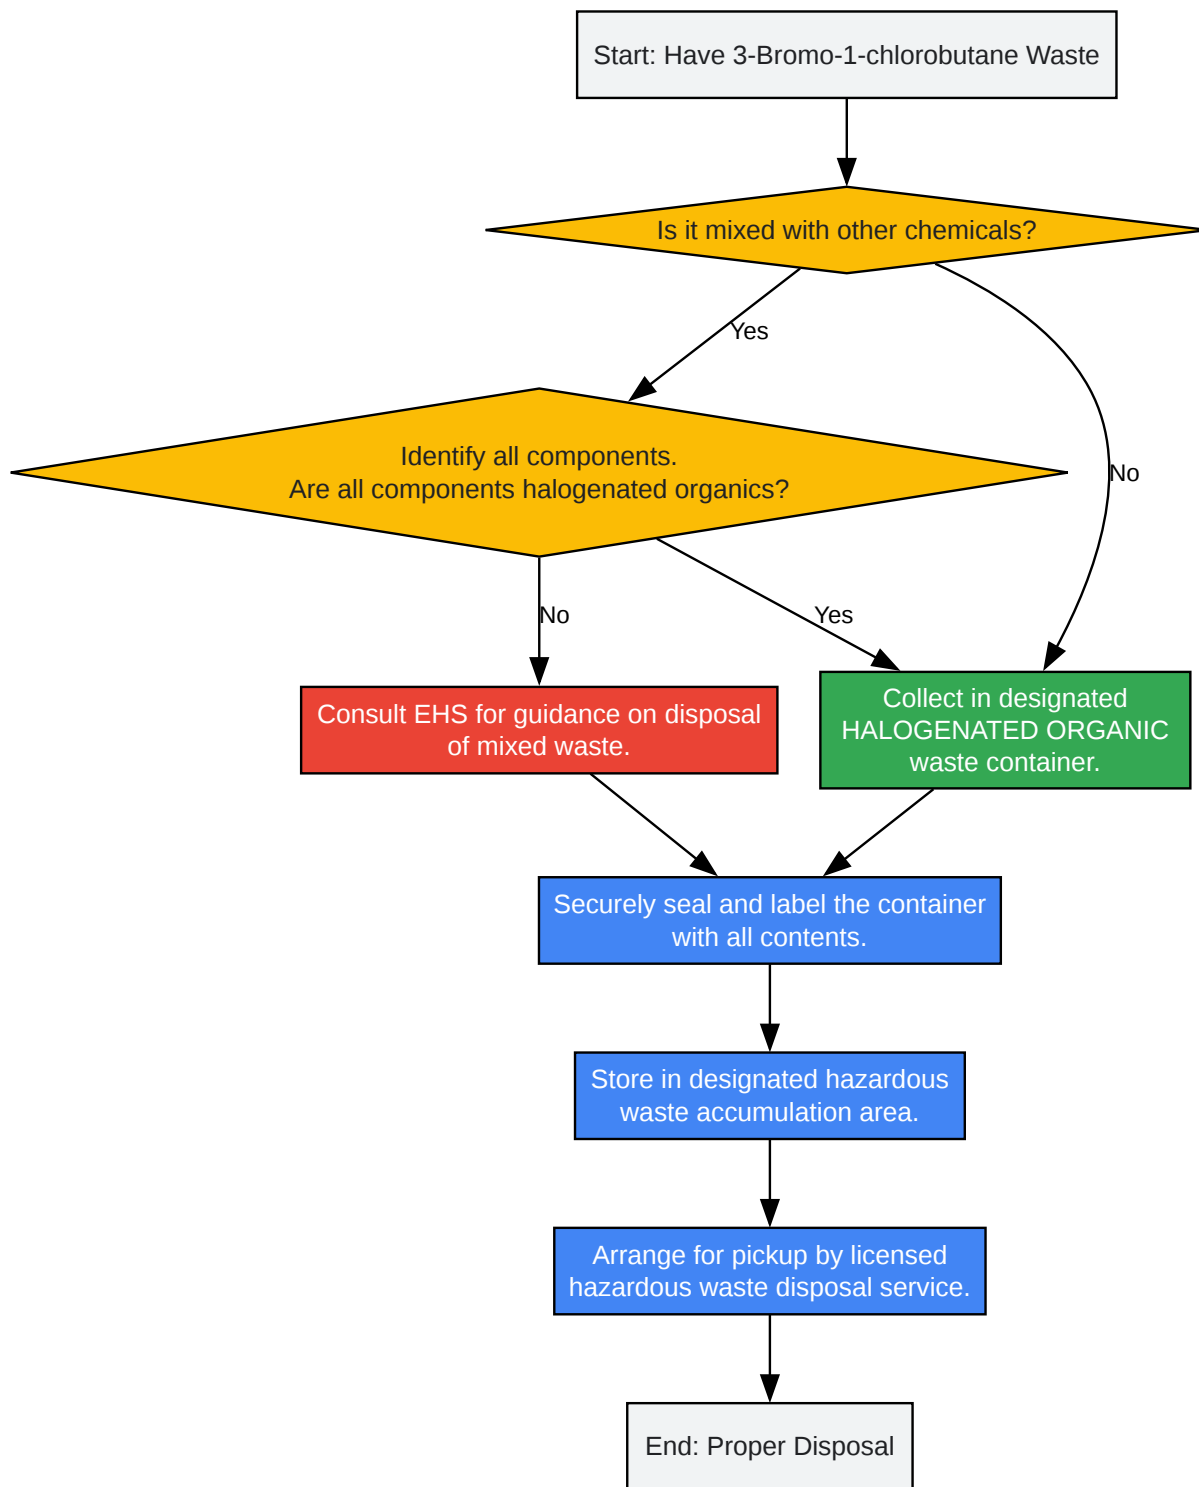 Start: Have 3-Bromo-1-chlorobutane Waste
Is it mixed with other chemicals?
Yes
Identify all components.
Are all components halogenated organics?
No
No
Yes
Consult EHS for guidance on disposal
of mixed waste.
Collect in designated
HALOGENATED ORGANIC
waste container.
Securely seal and label the container
with all contents.
Store in designated hazardous
waste accumulation area.
Arrange for pickup by licensed
hazardous waste disposal service.
End: Proper Disposal